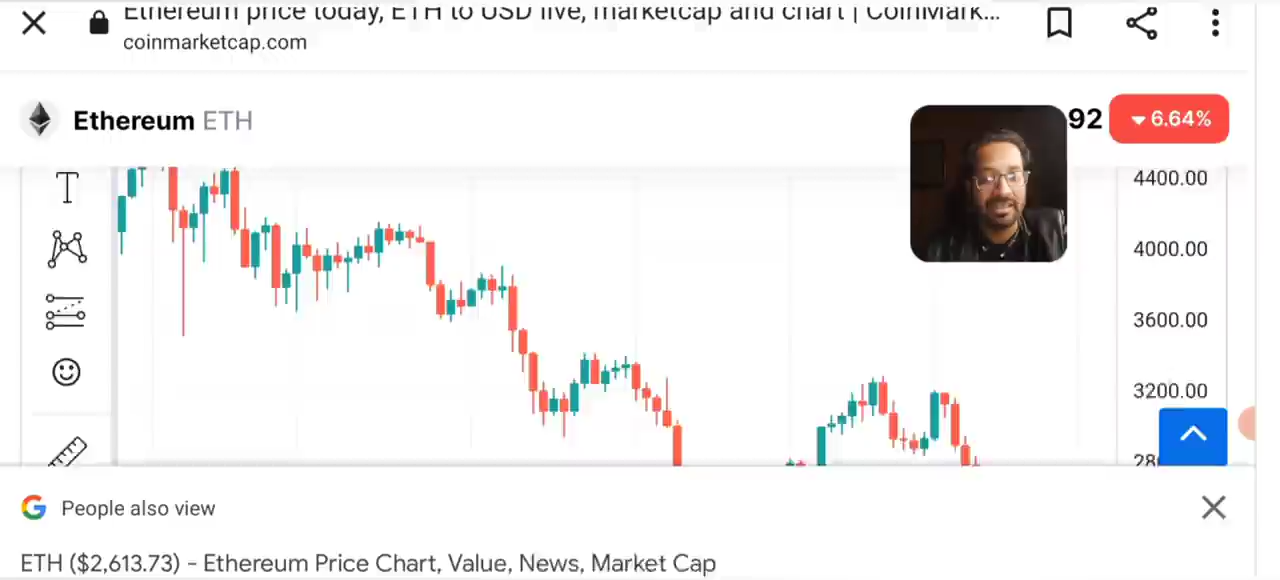 Ethereum price today, ETH to USD live, marketcap and chart | CoinMark...
coinmarketcap.com
Ethereum ETH
92
6.64%
4400.00
4000.00
3600.00
3200.00
People also view
ETH ($2,613.73) - Ethereum Price Chart, Value, News, Market Cap